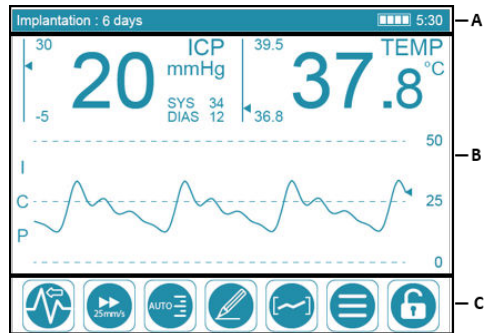 Implantation : 6 days 5:30 A
30 ICP 39.5 TEMP
20 mmHg 37.8 °C
SYS 34
-5 DIAS 12 36.8
50
B
I
C 25
P
0
25mm/s AUTO C